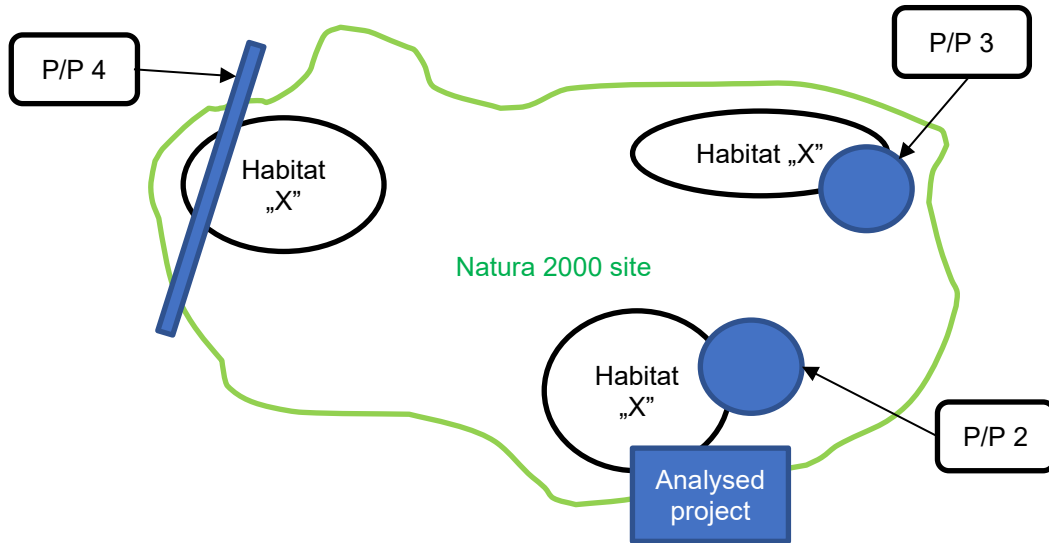 P/P 4
P/P 3
Habitat „X”
Habitat
„X”
Natura 2000 site
Habitat
„X”
P/P 2
Analysed
project